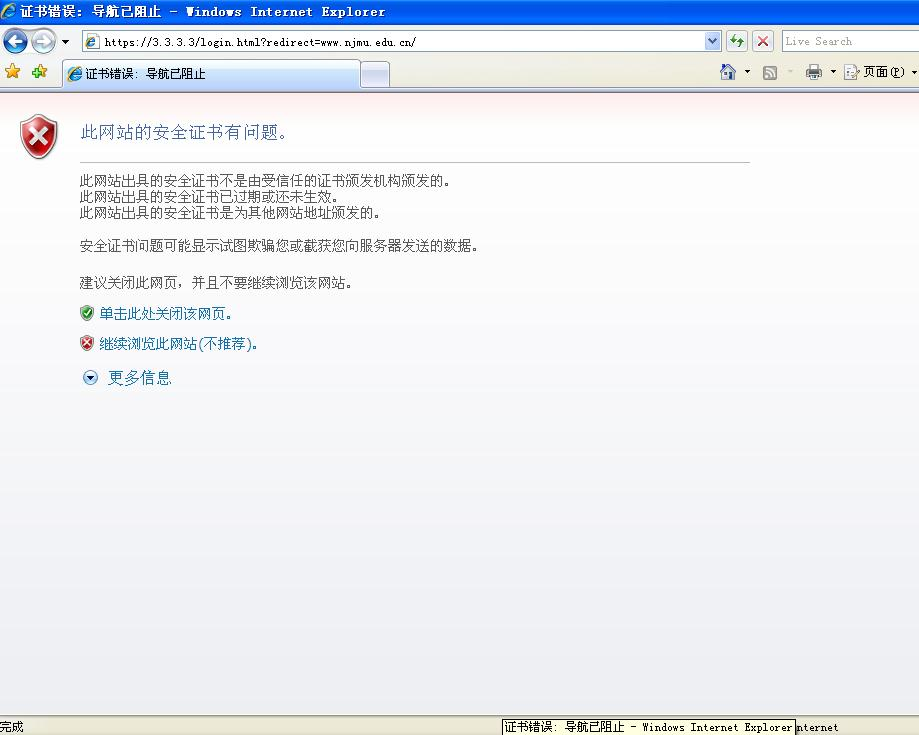 证书错误: 导航已阻止 - Windows Internet Explorer
https://3.3.3.3/login.html?redirect=www.njmu.edu.cn/
Live Search
证书错误: 导航已阻止
页面(P)
此网站的安全证书有问题。
此网站出具的安全证书不是由受信任的证书颁发机构颁发的。
此网站出具的安全证书已过期或还未生效。
此网站出具的安全证书是为其他网站地址颁发的。
安全证书问题可能显示试图欺骗您或截获您向服务器发送的数据。
建议关闭此网页，并且不要继续浏览该网站。
单击此处关闭该网页。
继续浏览此网站(不推荐)。
更多信息
完成
证书错误: 导航已阻止 - Windows Internet Explorer
nternet